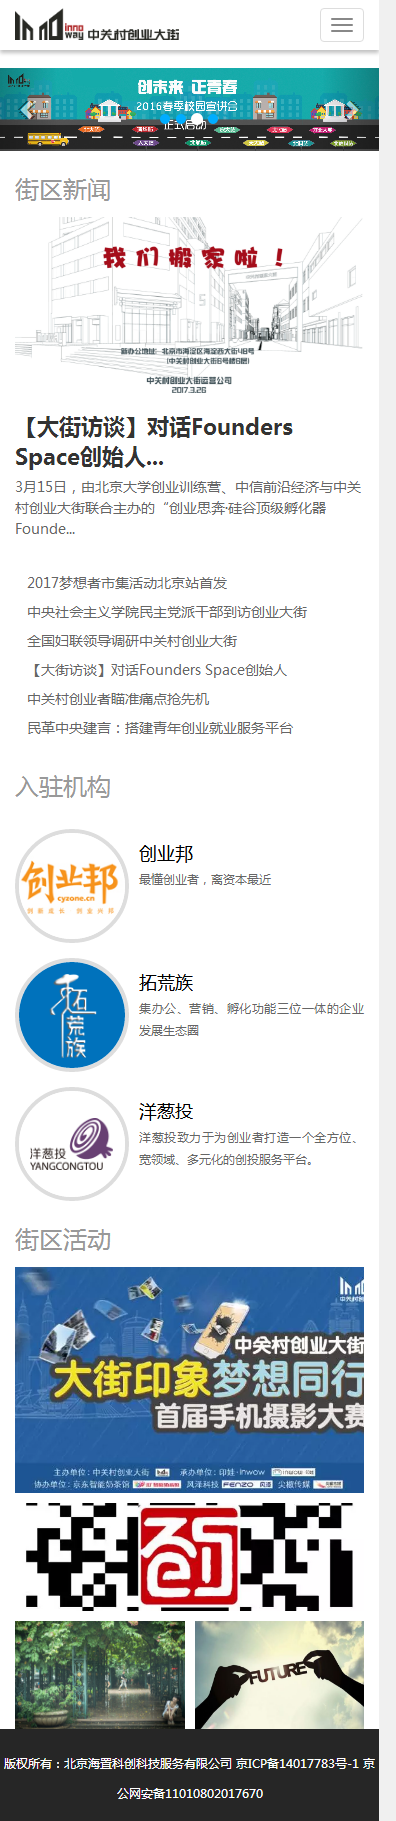 inno way 中关村创业大街
创未来 正青春
2016春季校园宣讲会
正式启动
街区新闻
我们搬家啦！
新办公地址：北京市海淀区海淀西大街48号
(中关村创业大街6号楼6层)
中关村创业大街运营公司
2017.3.26
【大街访谈】对话Founders
Space创始人...
3月15日，由北京大学创业训练营、中信前沿经济与中关
村创业大街联合主办的“创业思奔·硅谷顶级孵化器
Founde...
2017梦想者市集活动北京站首发
中央社会主义学院民主党派干部到访创业大街
全国妇联领导调研中关村创业大街
【大街访谈】对话Founders Space创始人
中关村创业者瞄准痛点抢先机
民革中央建言：搭建青年创业就业服务平台
入驻机构
创业邦
cyzone.cn
创业邦
最懂创业者，离资本最近
拓荒族
拓荒族
集办公、营销、孵化功能三位一体的企业
发展生态圈
洋葱投
YANGCONGTOU
洋葱投
洋葱投致力于为创业者打造一个全方位、
宽领域、多元化的创投服务平台。
街区活动
中关村创业大街
大街印象梦想同行
首届手机摄影大赛
主办单位：中关村创业大街 承办单位：印娃·inwow
协办单位：京东智能奶茶馆 风泽科技 FENZO 风泽 尖椒传媒
创
FUTURE
版权所有：北京海置科创科技服务有限公司 京ICP备14017783号-1 京
公网安备11010802017670